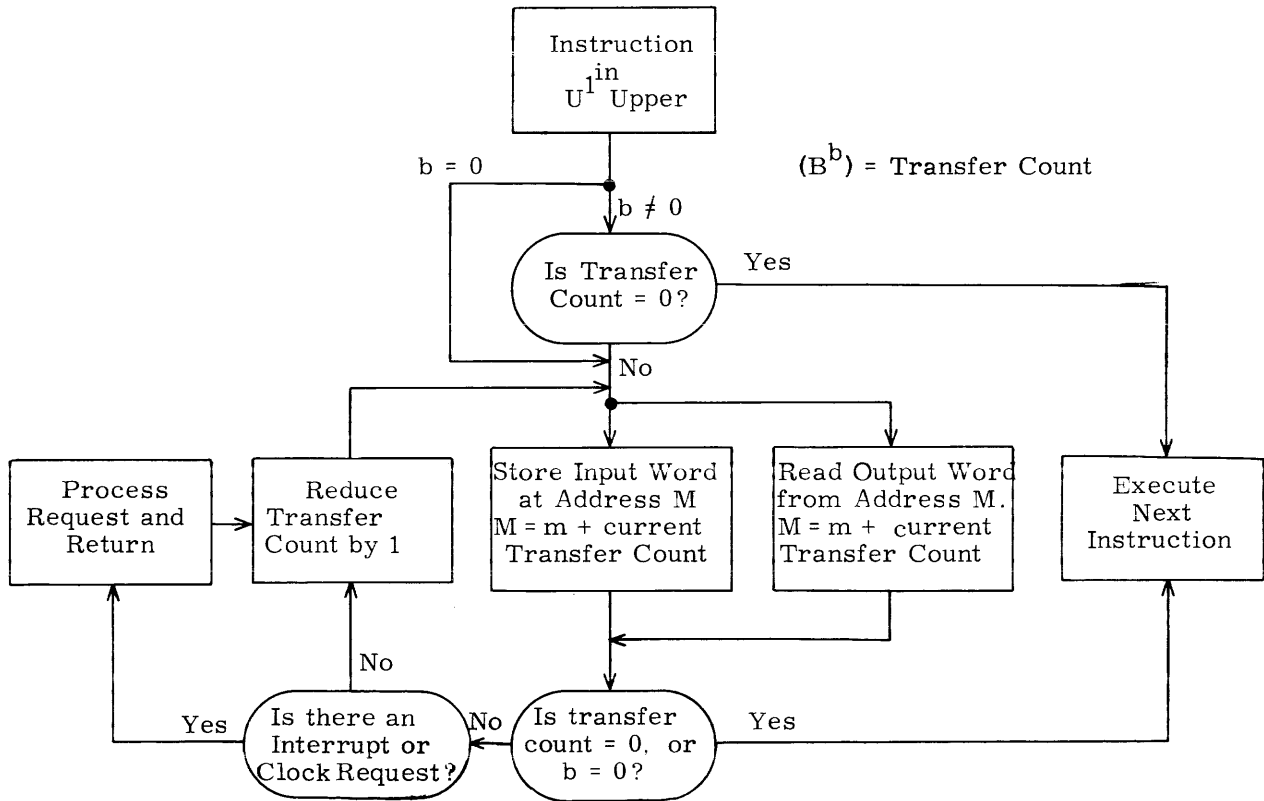 Instruction
in
U¹ Upper
b = 0
(Bᵇ) = Transfer Count
b ≠ 0
Is Transfer
Count = 0?
Yes
No
Process
Request and
Return
Reduce
Transfer
Count by 1
Store Input Word
at Address M
M = m + current
Transfer Count
Read Output Word
from Address M.
M = m + current
Transfer Count
Execute
Next
Instruction
No
Yes
Is there an
Interrupt or
Clock Request?
No
Is transfer
count = 0, or
b = 0?
Yes